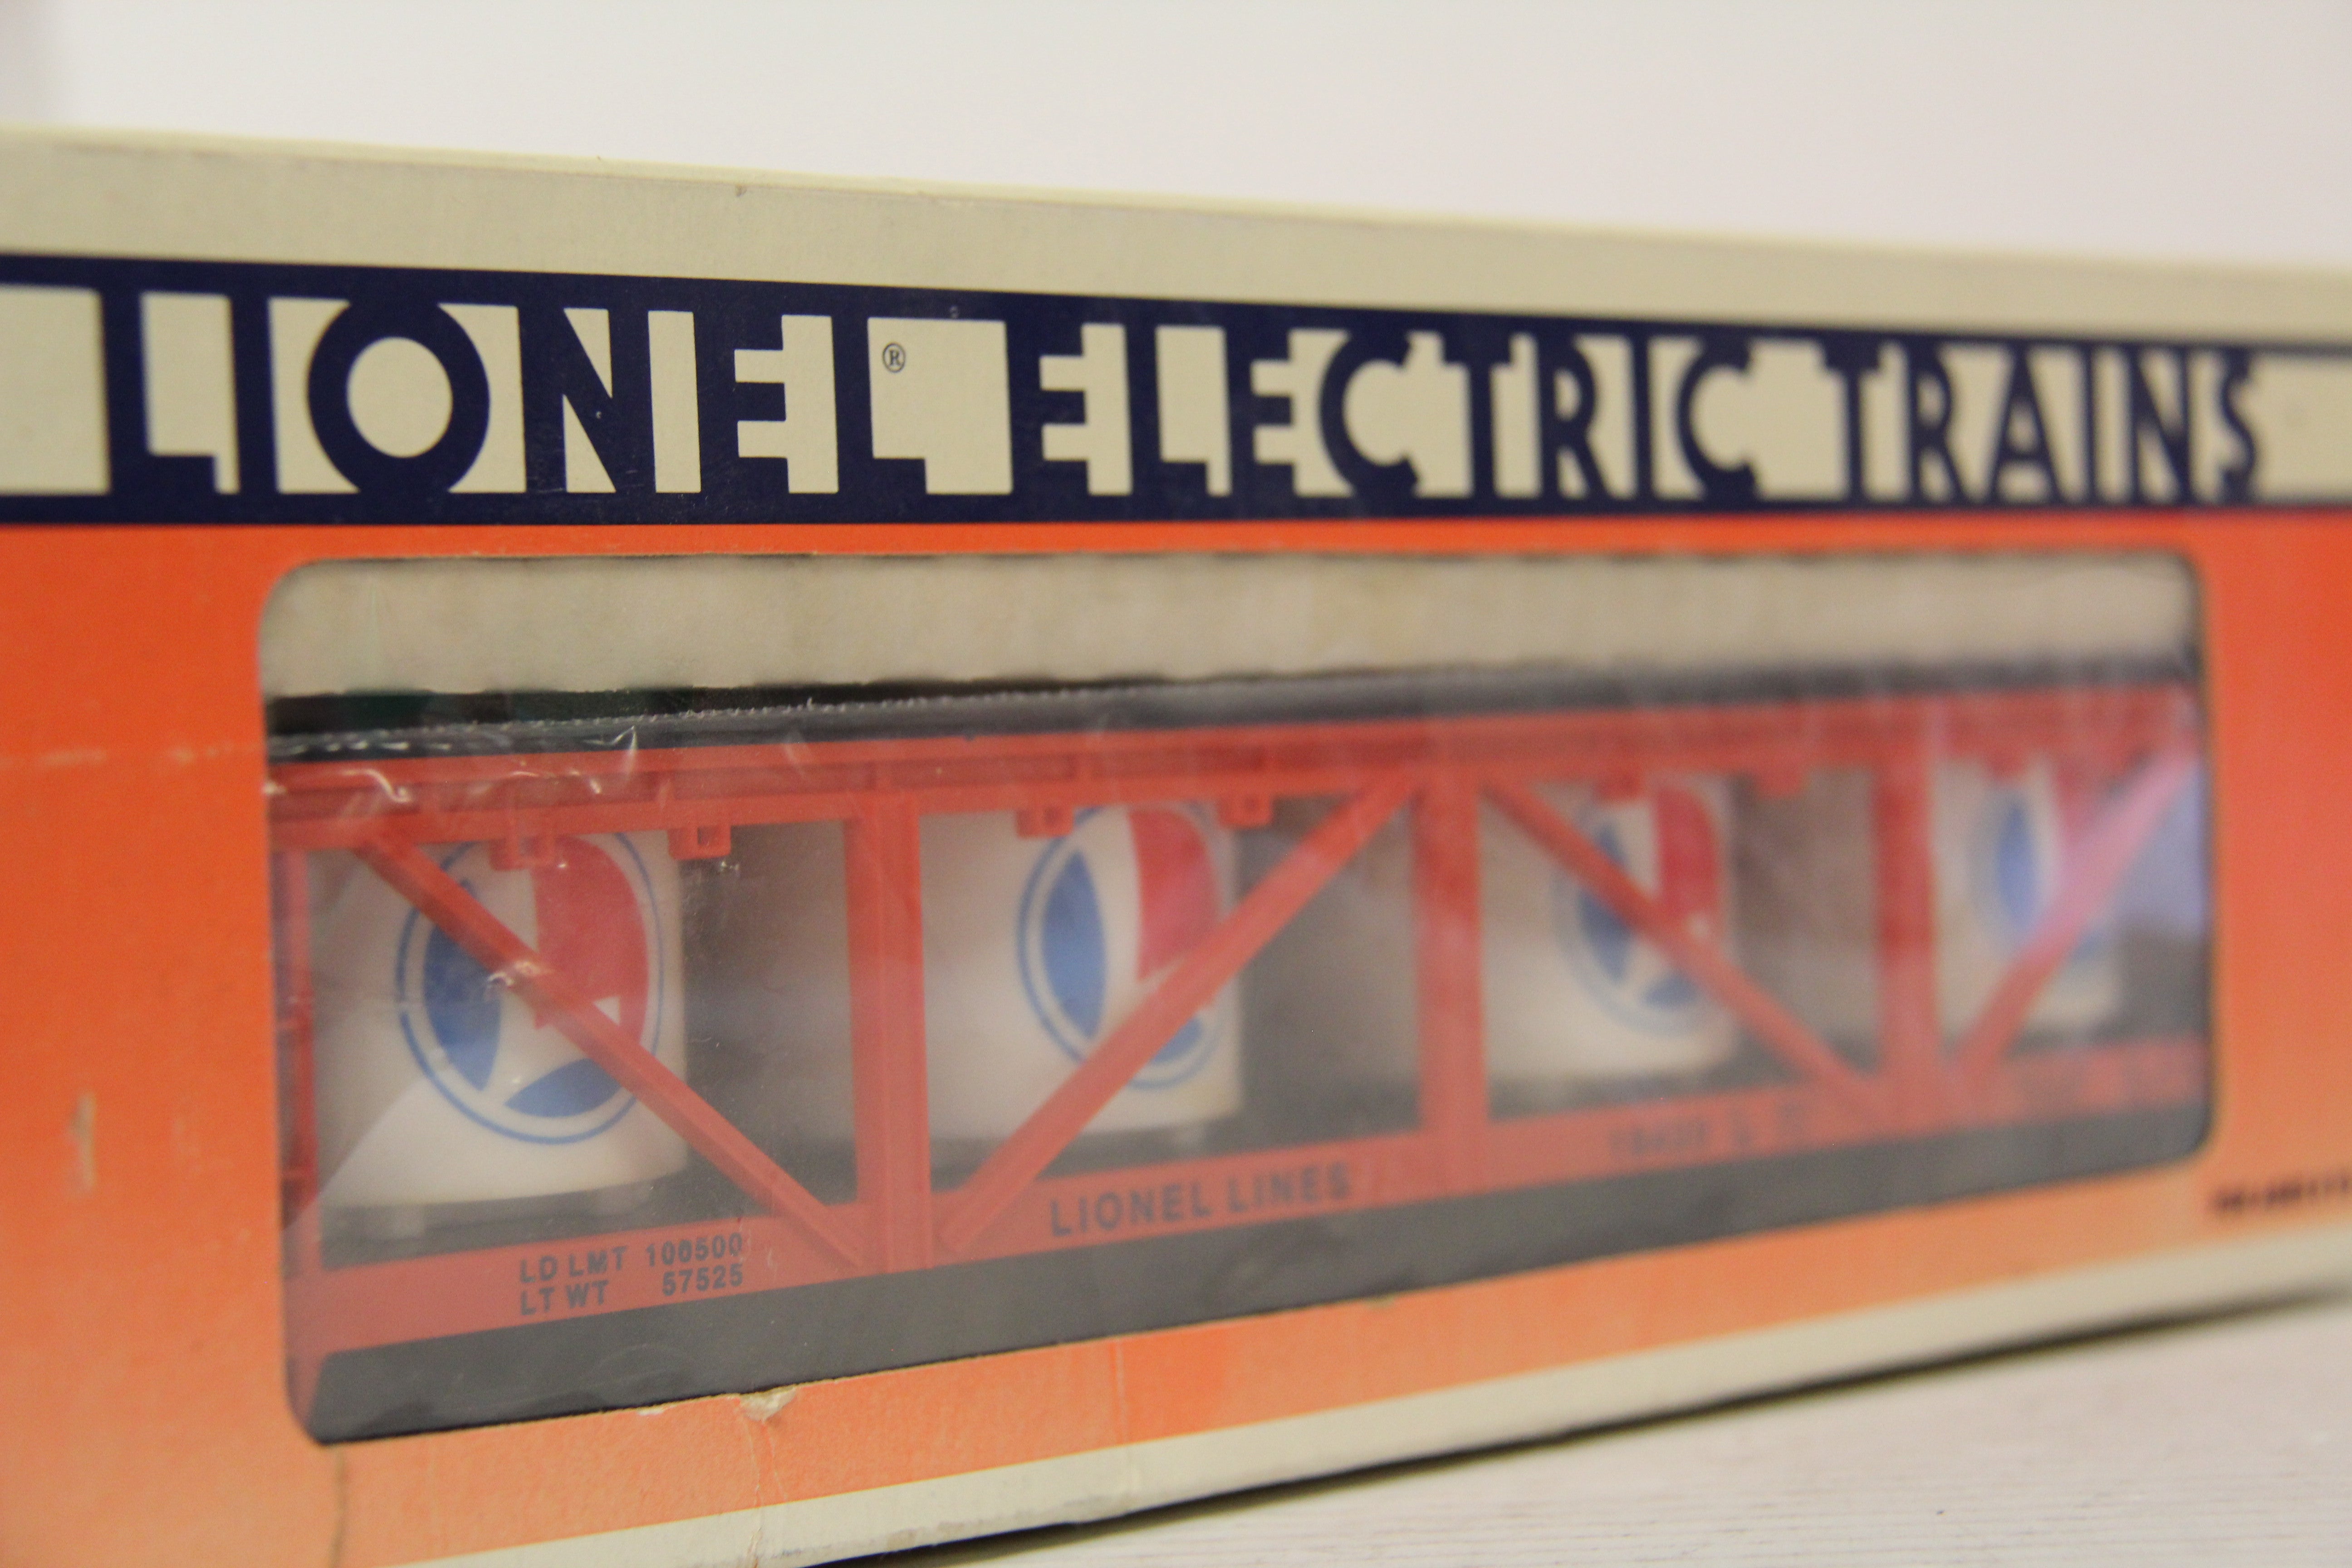 LIONEL® ELECTRIC TRAINS
LD LMT 100500
LT WT 57525
LIONEL LINES